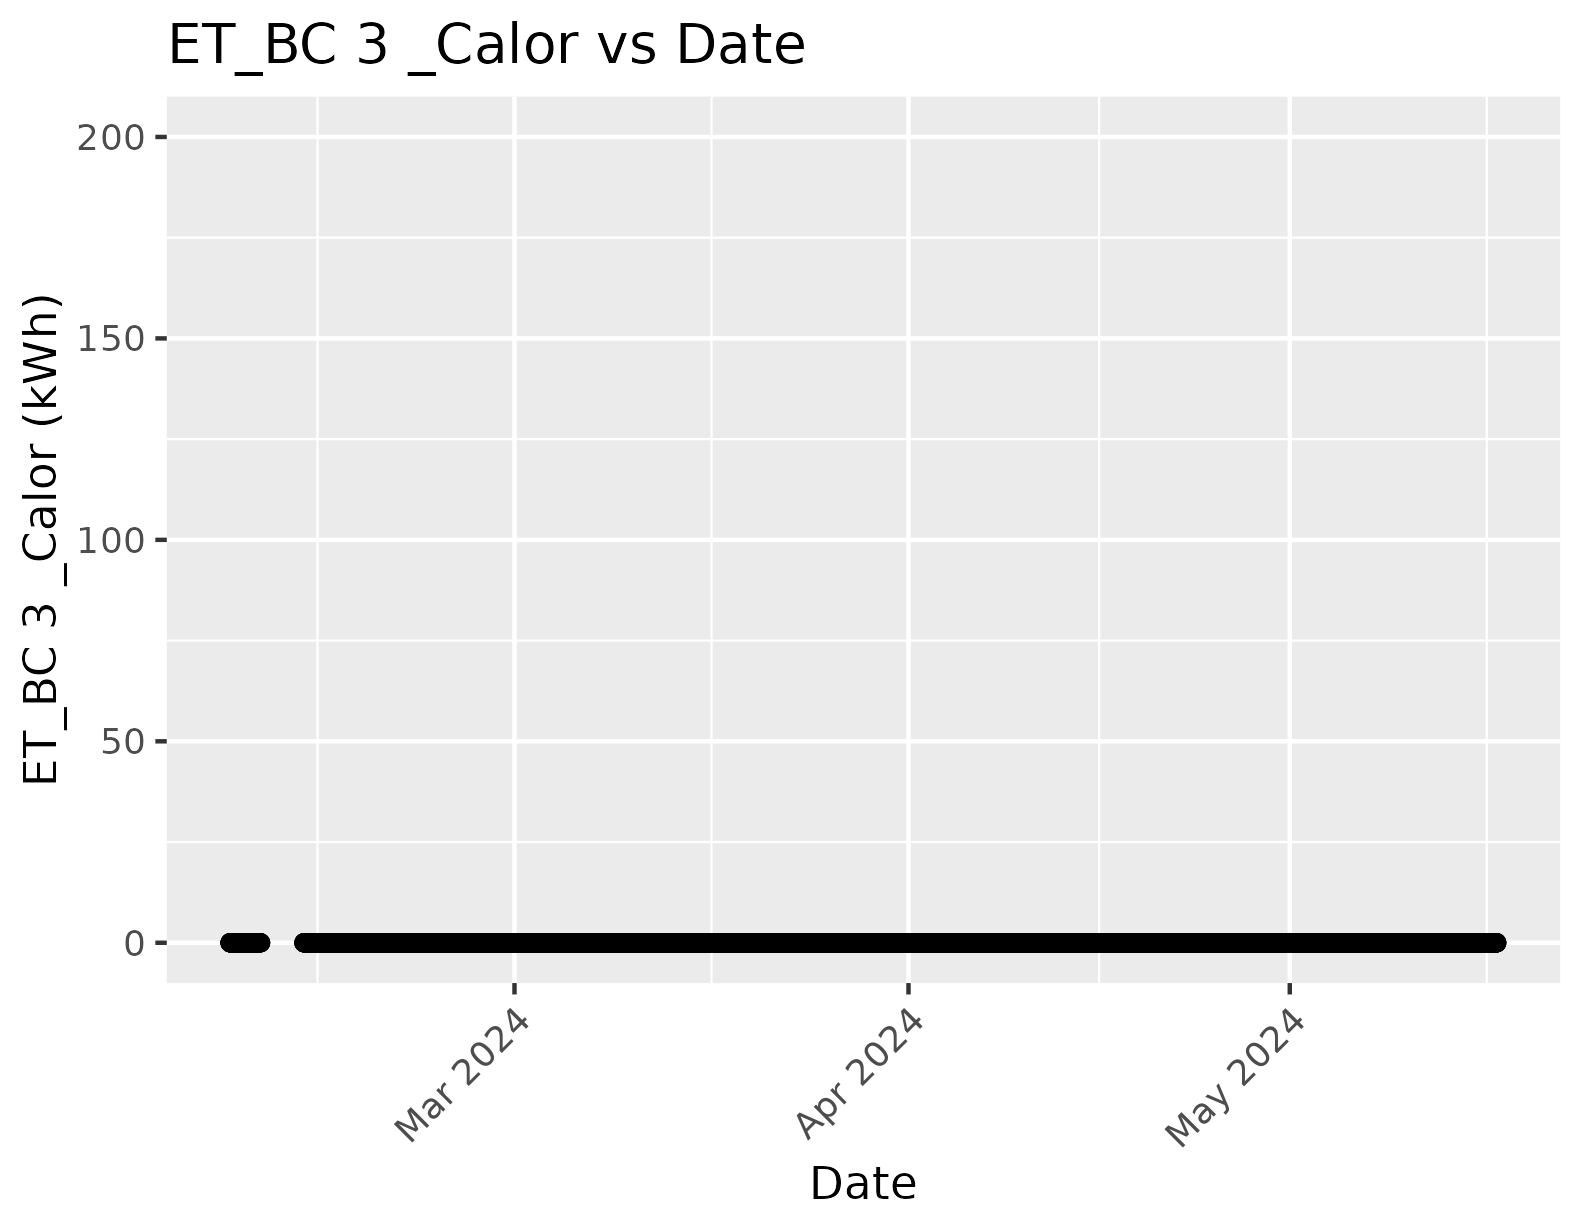 ET_BC 3 _Calor vs Date
ET_BC 3 _Calor (kWh)
200
150
100
50
0
Mar 2024
Apr 2024
May 2024
Date